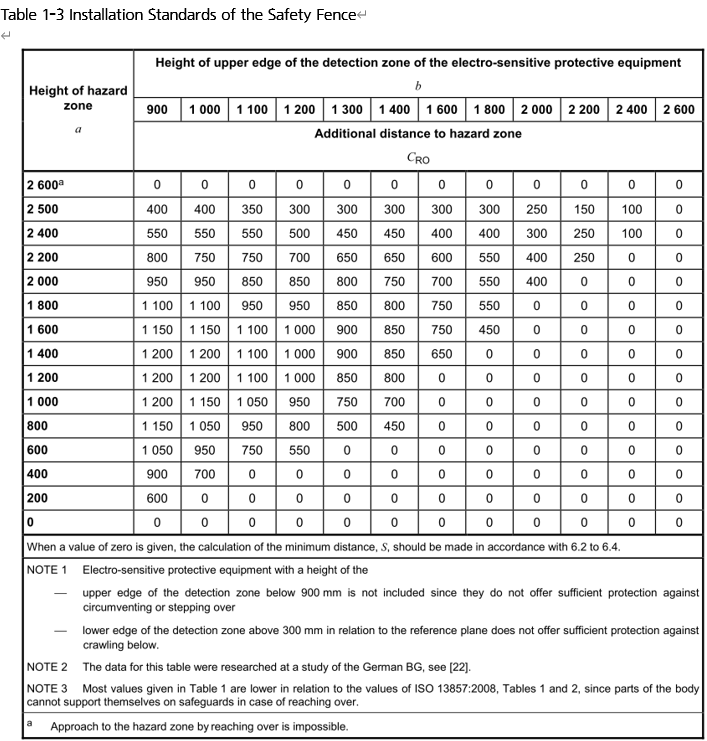 Table 1-3 Installation Standards of the Safety Fence↵
↵
Height of upper edge of the detection zone of the electro-sensitive protective equipment
b
Height of hazard zone
a
900 1 000 1 100 1 200 1 300 1 400 1 600 1 800 2 000 2 200 2 400 2 600
Additional distance to hazard zone
CRO
2 600a 0 0 0 0 0 0 0 0 0 0 0 0
2 500 400 400 350 300 300 300 300 300 250 150 100 0
2 400 550 550 550 500 450 450 400 400 300 250 100 0
2 200 800 750 750 700 650 650 600 550 400 250 0 0
2 000 950 950 850 850 800 750 700 550 400 0 0 0
1 800 1 100 1 100 950 950 850 800 750 550 0 0 0 0
1 600 1 150 1 150 1 100 1 000 900 850 750 450 0 0 0 0
1 400 1 200 1 200 1 100 1 000 900 850 650 0 0 0 0 0
1 200 1 200 1 200 1 100 1 000 850 800 0 0 0 0 0 0
1 000 1 200 1 150 1 050 950 750 700 0 0 0 0 0 0
800 1 150 1 050 950 800 500 450 0 0 0 0 0 0
600 1 050 950 750 550 0 0 0 0 0 0 0 0
400 900 700 0 0 0 0 0 0 0 0 0 0
200 600 0 0 0 0 0 0 0 0 0 0 0
0 0 0 0 0 0 0 0 0 0 0 0 0
When a value of zero is given, the calculation of the minimum distance, S, should be made in accordance with 6.2 to 6.4.
NOTE 1 Electro-sensitive protective equipment with a height of the
— upper edge of the detection zone below 900 mm is not included since they do not offer sufficient protection against
circumventing or stepping over
— lower edge of the detection zone above 300 mm in relation to the reference plane does not offer sufficient protection against
crawling below.
NOTE 2 The data for this table were researched at a study of the German BG, see [22].
NOTE 3 Most values given in Table 1 are lower in relation to the values of ISO 13857:2008, Tables 1 and 2, since parts of the body
cannot support themselves on safeguards in case of reaching over.
a Approach to the hazard zone by reaching over is impossible.